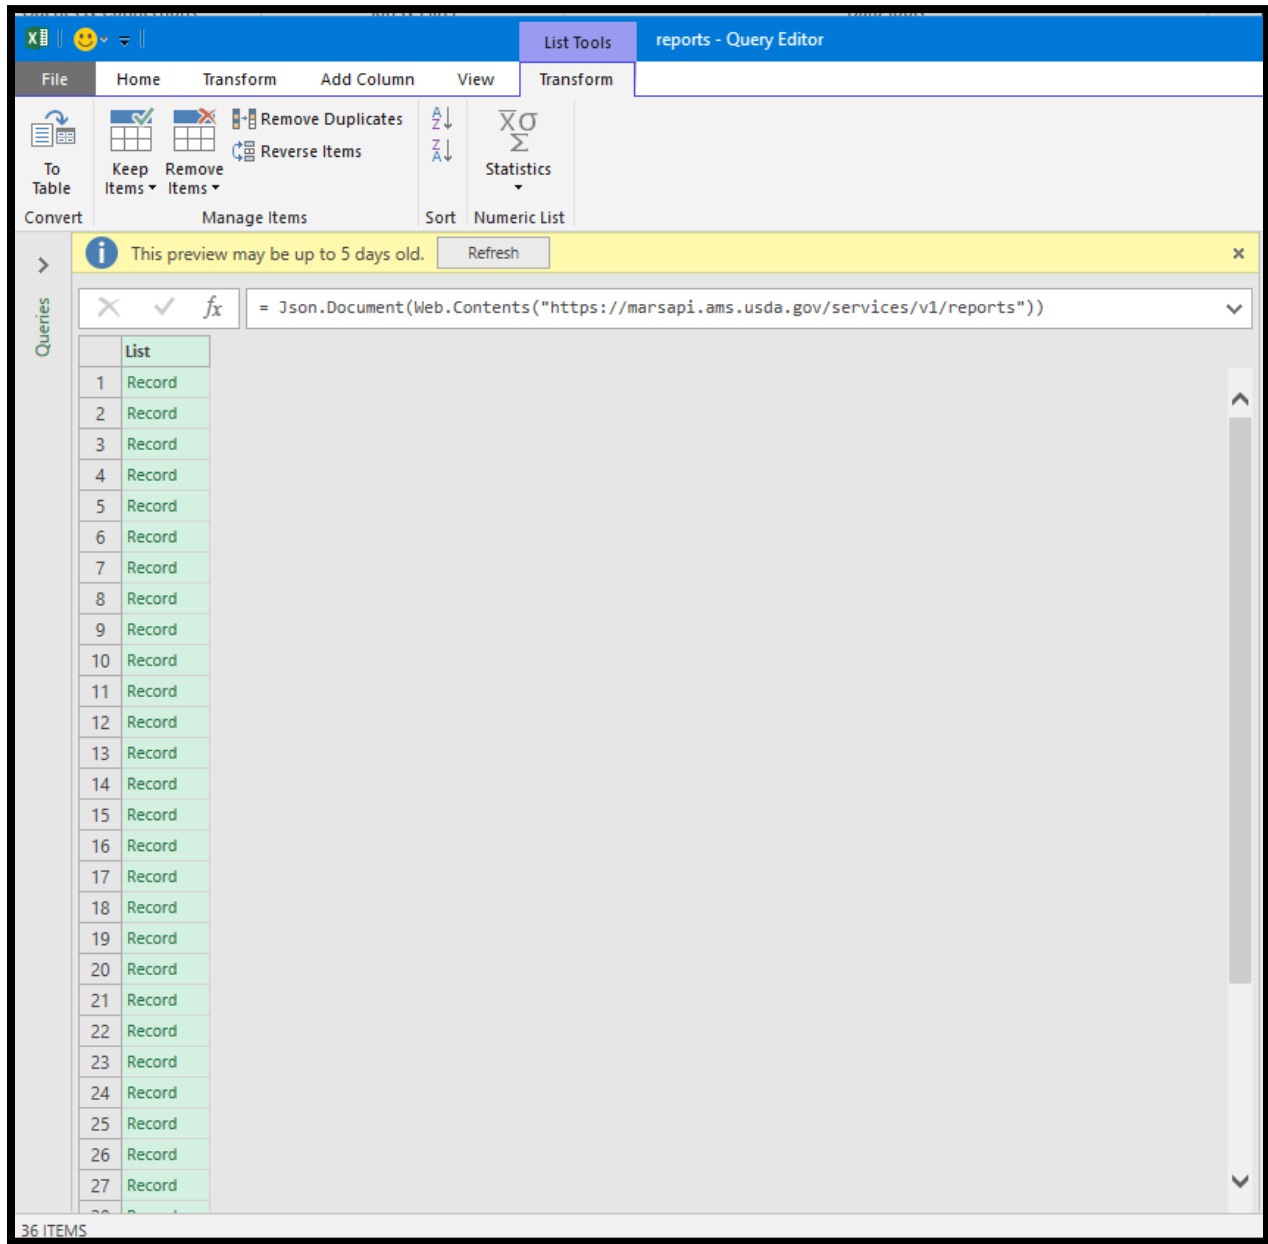 List Tools reports - Query Editor
File Home Transform Add Column View Transform
To Table
Keep Items
Remove Items
Remove Duplicates
Reverse Items
A Z
Z A
X̅σ Σ
Statistics
Convert Manage Items Sort Numeric List
i This preview may be up to 5 days old. Refresh
Queries
fx = Json.Document(Web.Contents("https://marsapi.ams.usda.gov/services/v1/reports"))
List
1 Record
2 Record
3 Record
4 Record
5 Record
6 Record
7 Record
8 Record
9 Record
10 Record
11 Record
12 Record
13 Record
14 Record
15 Record
16 Record
17 Record
18 Record
19 Record
20 Record
21 Record
22 Record
23 Record
24 Record
25 Record
26 Record
27 Record
36 ITEMS